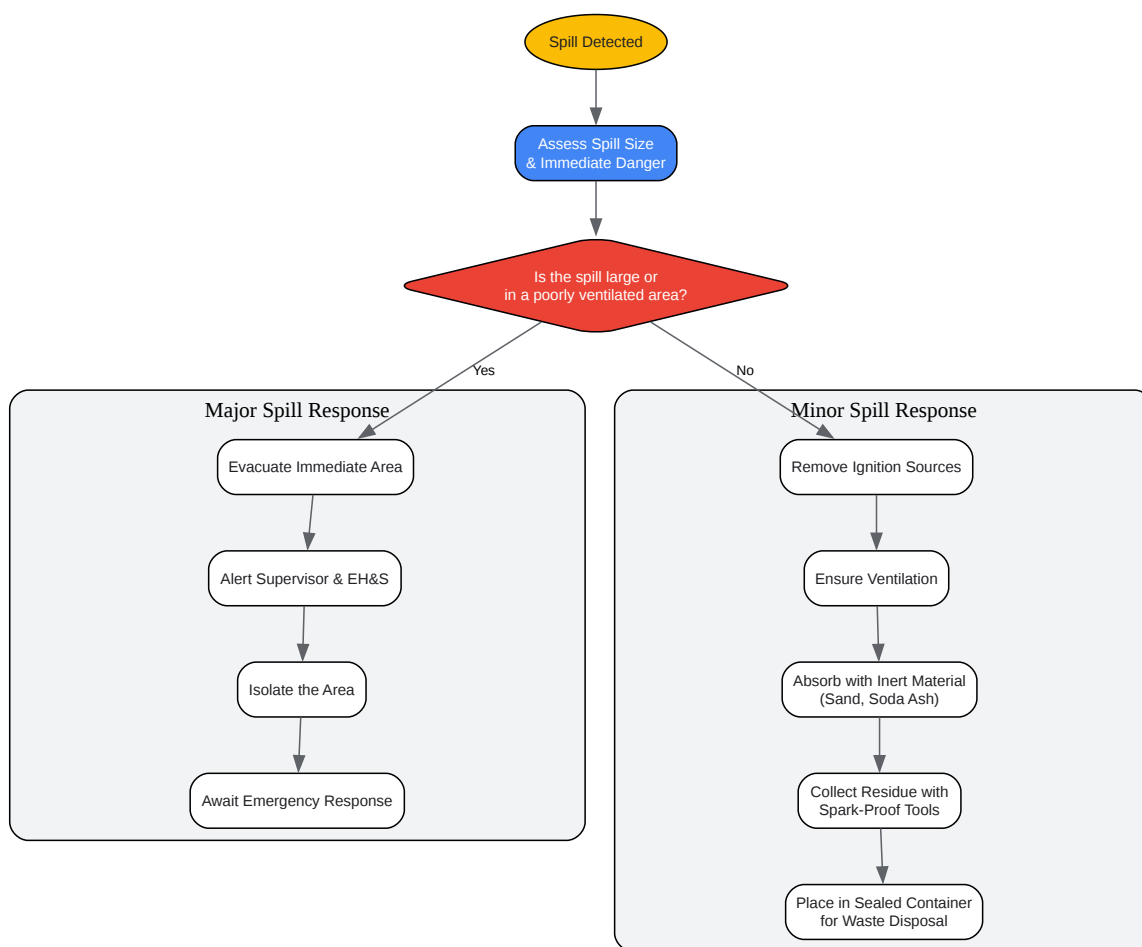 Spill Detected
Assess Spill Size
& Immediate Danger
Is the spill large or
in a poorly ventilated area?
Yes
No
Major Spill Response
Evacuate Immediate Area
Alert Supervisor & EH&S
Isolate the Area
Await Emergency Response
Minor Spill Response
Remove Ignition Sources
Ensure Ventilation
Absorb with Inert Material
(Sand, Soda Ash)
Collect Residue with
Spark-Proof Tools
Place in Sealed Container
for Waste Disposal